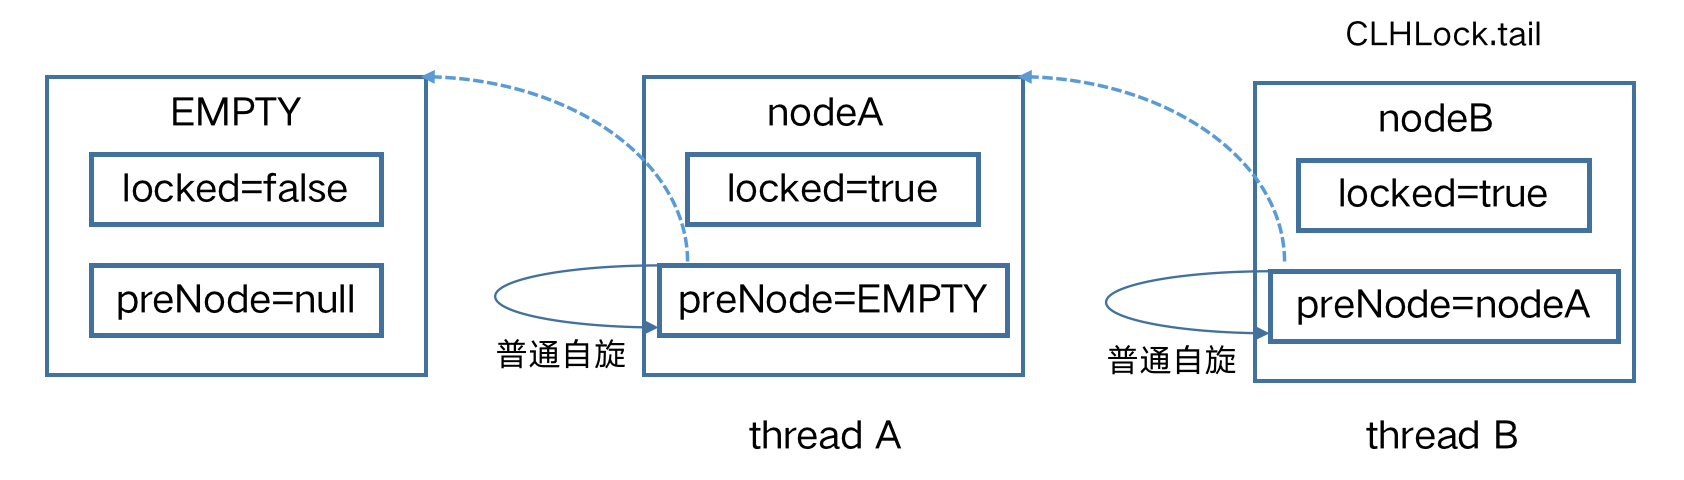 CLHLock.tail
EMPTY
locked=false
preNode=null
nodeA
locked=true
preNode=EMPTY
普通自旋
thread A
nodeB
locked=true
preNode=nodeA
普通自旋
thread B